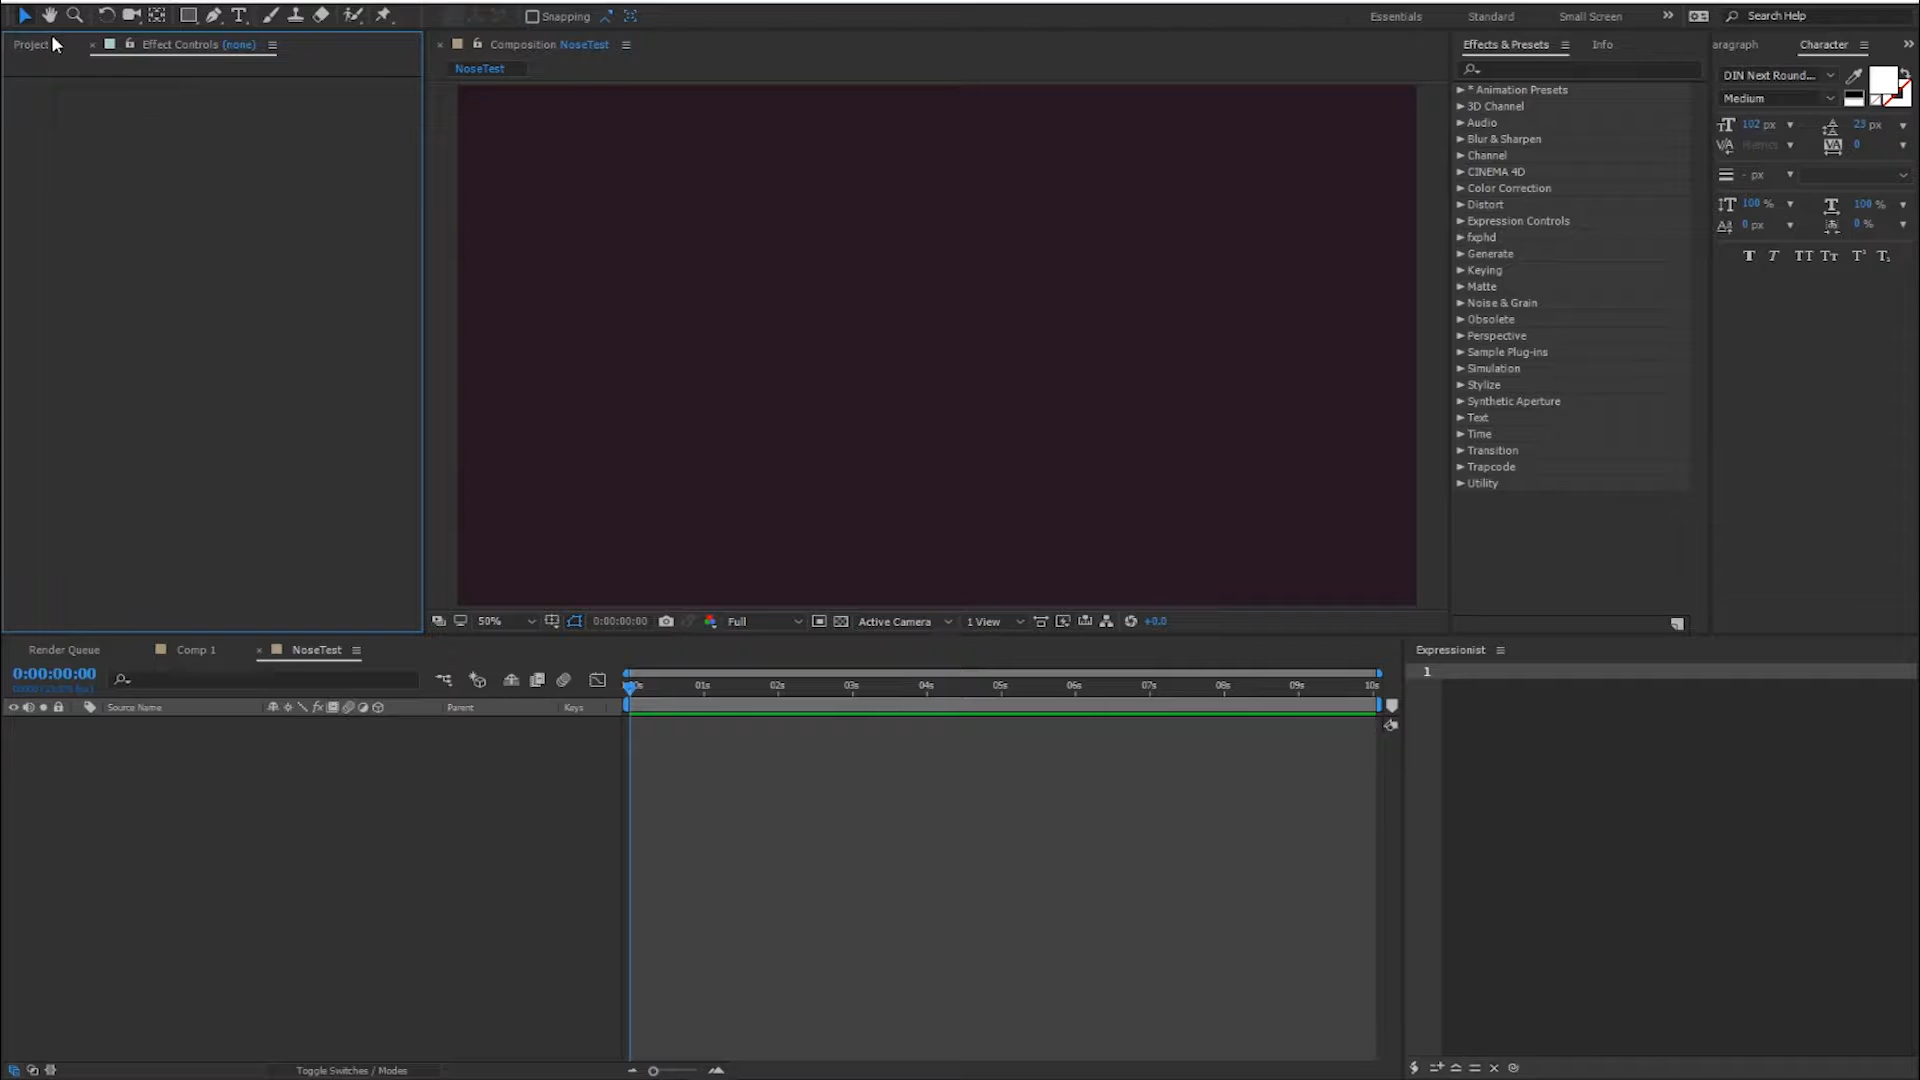 Snapping
Essentials
Standard
Small Screen
Search Help
Project
Effect Controls (none)
Composition NoseTest
NoseTest
Effects & Presets
Info
aragraph
Character
* Animation Presets
3D Channel
Audio
Blur & Sharpen
Channel
CINEMA 4D
Color Correction
Distort
Expression Controls
fxphd
Generate
Keying
Matte
Noise & Grain
Obsolete
Perspective
Sample Plug-ins
Simulation
Stylize
Synthetic Aperture
Text
Time
Transition
Trapcode
Utility
DIN Next Round...
Medium
102 px
23 px
Metrics
0
- px
100 %
100 %
0 px
0 %
50%
0:00:00:00
Full
Active Camera
1 View
+0.0
Render Queue
Comp 1
NoseTest
0:00:00:00
Source Name
Parent
Keys
01s
02s
03s
04s
05s
06s
07s
08s
09s
10s
Expressionist
1
Toggle Switches / Modes